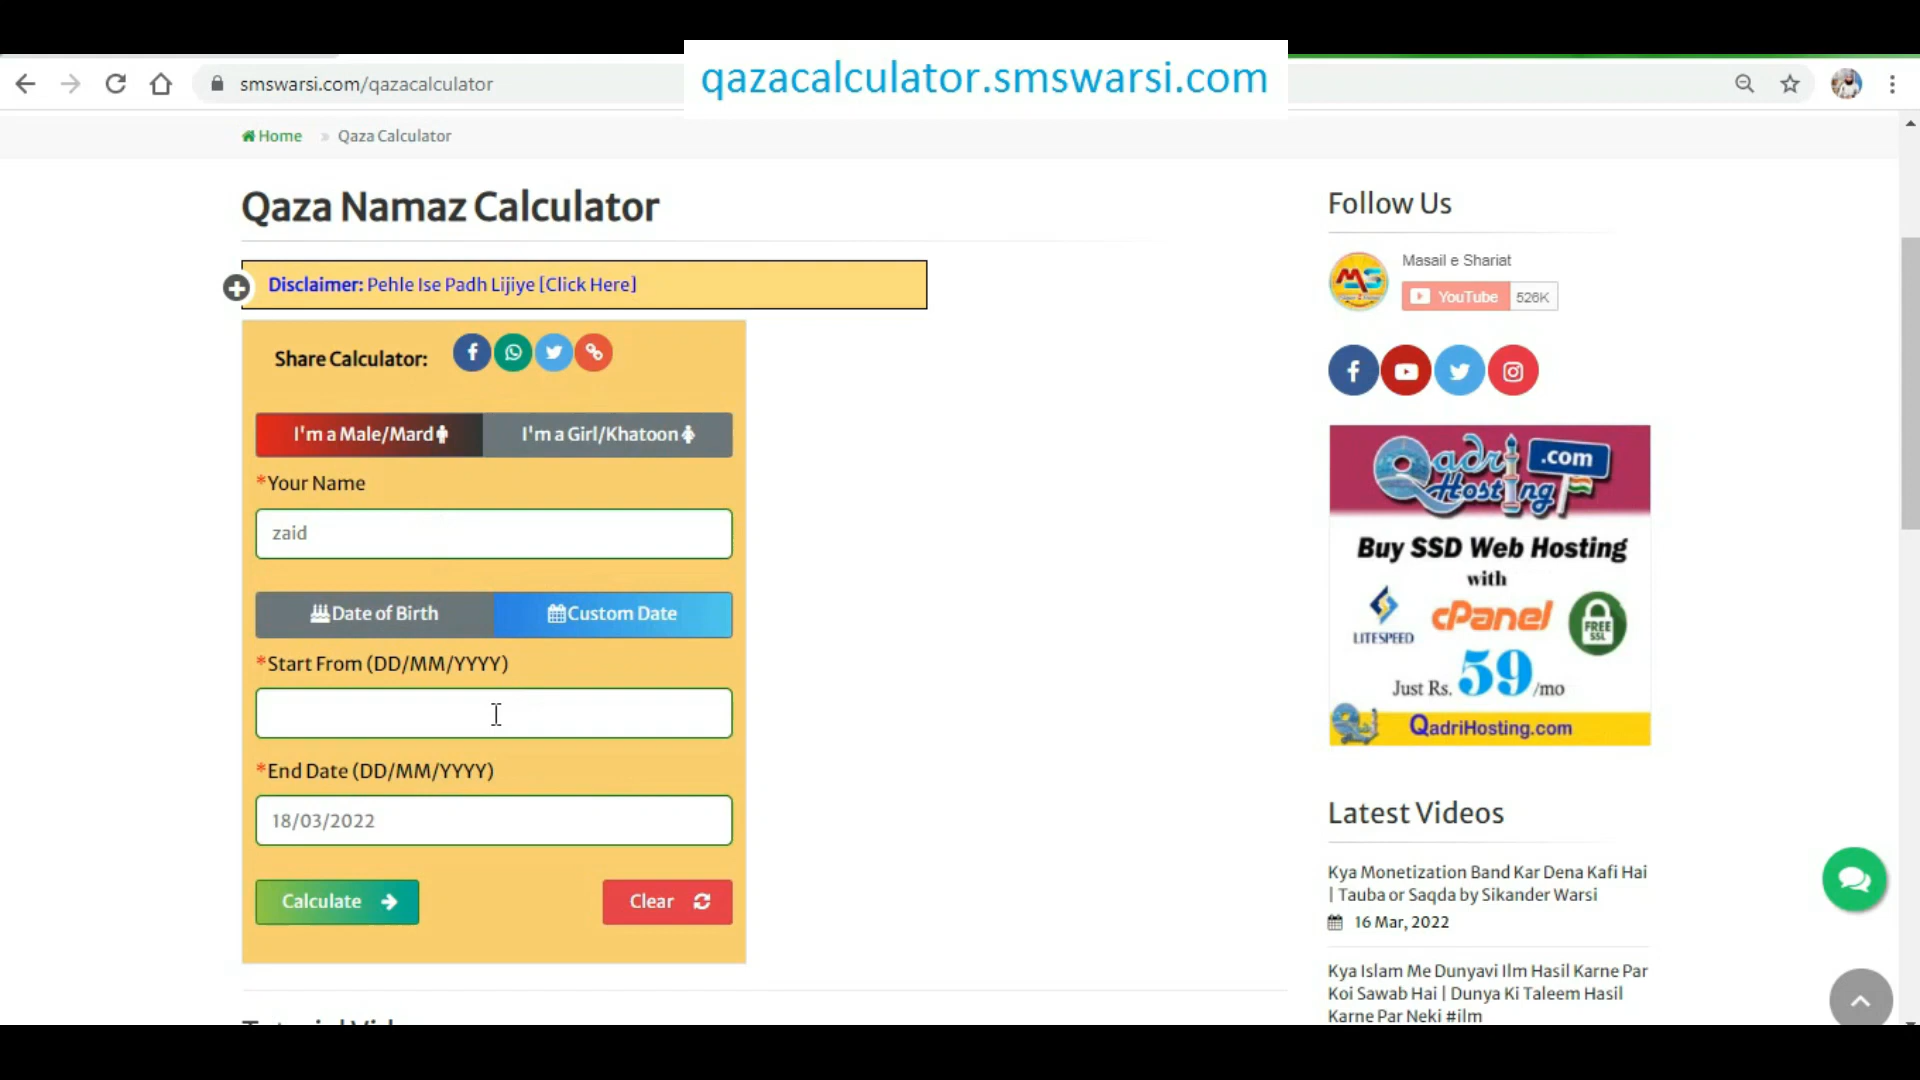 qazacalculator.smswarsi.com
smswarsi.com/qazacalculator
Home » Qaza Calculator
Qaza Namaz Calculator
Disclaimer: Pehle Ise Padh Lijiye [Click Here]
Share Calculator:
I'm a Male/Mard
I'm a Girl/Khatoon
*Your Name
zaid
Date of Birth
Custom Date
*Start From (DD/MM/YYYY)
*End Date (DD/MM/YYYY)
18/03/2022
Calculate
Clear
Follow Us
Masail e Shariat
YouTube 526K
Qadri .com
Hosting
Buy SSD Web Hosting
with
LITESPEED
cPanel
FREE
SSL
Just Rs. 59/mo
QadriHosting.com
Latest Videos
Kya Monetization Band Kar Dena Kafi Hai
| Tauba or Saqda by Sikander Warsi
16 Mar, 2022
Kya Islam Me Dunyavi Ilm Hasil Karne Par
Koi Sawab Hai | Dunya Ki Taleem Hasil
Karne Par Neki #ilm